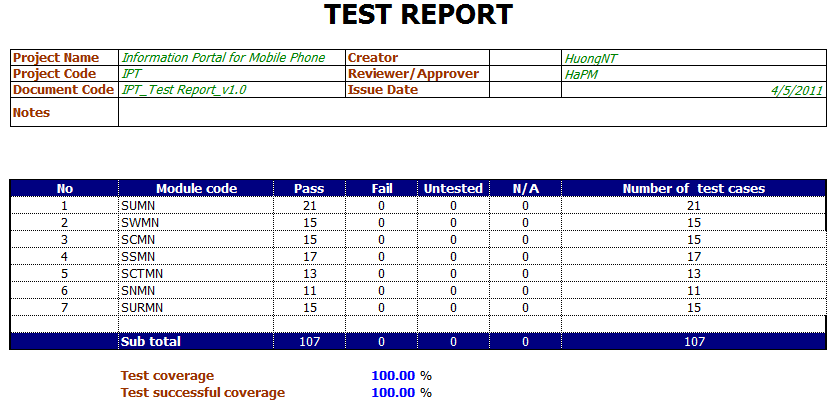 TEST REPORT
Project Name Information Portal for Mobile Phone Creator HuongNT
Project Code IPT Reviewer/Approver HaPM
Document Code IPT_Test Report_v1.0 Issue Date 4/5/2011
Notes
No Module code Pass Fail Untested N/A Number of test cases
1 SUMN 21 0 0 0 21
2 SWMN 15 0 0 0 15
3 SCMN 15 0 0 0 15
4 SSMN 17 0 0 0 17
5 SCTMN 13 0 0 0 13
6 SNMN 11 0 0 0 11
7 SURMN 15 0 0 0 15
Sub total 107 0 0 0 107
Test coverage 100.00 %
Test successful coverage 100.00 %